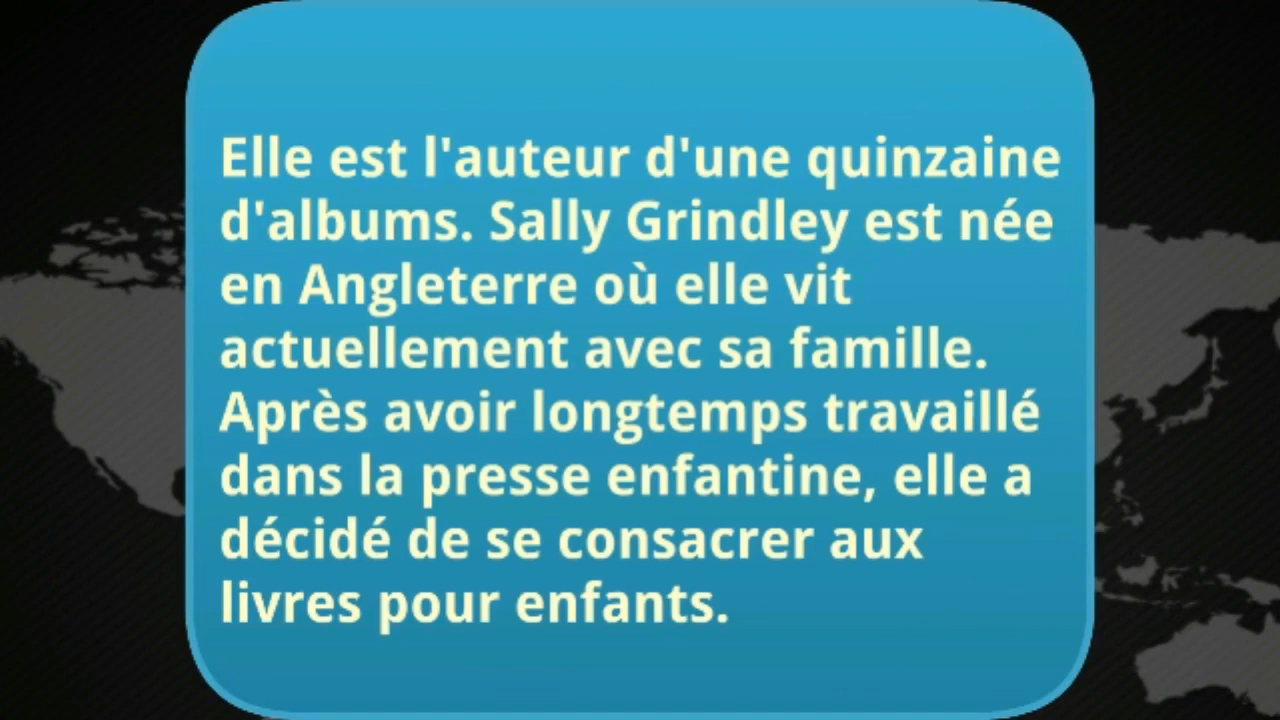 Elle est l'auteur d'une quinzaine
d'albums. Sally Grindley est née
en Angleterre où elle vit
actuellement avec sa famille.
Après avoir longtemps travaillé
dans la presse enfantine, elle a
décidé de se consacrer aux
livres pour enfants.